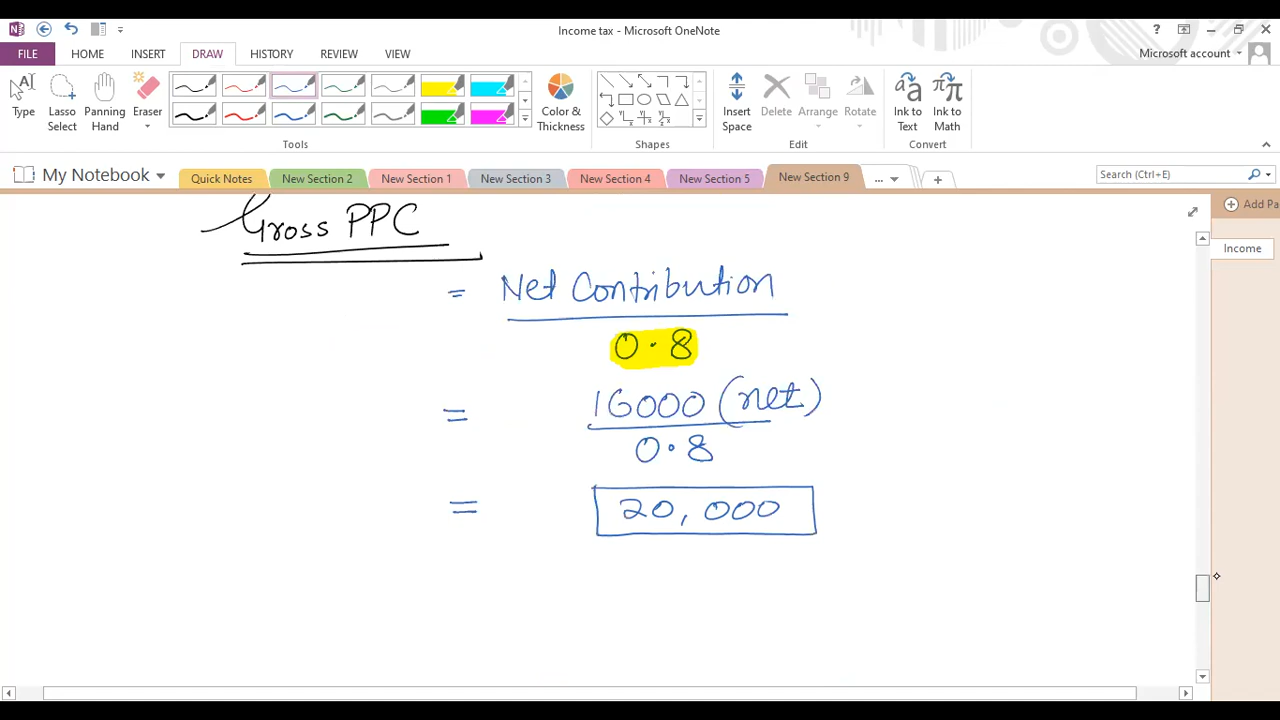 Income tax - Microsoft OneNote
?
FILE HOME INSERT DRAW HISTORY REVIEW VIEW
Microsoft account
Type Lasso Select Panning Hand Eraser Color & Thickness Insert Space Delete Arrange Rotate Ink to Text Ink to Math
Tools Shapes Edit Convert
My Notebook Quick Notes New Section 2 New Section 1 New Section 3 New Section 4 New Section 5 New Section 9 ... + Search (Ctrl+E)
Add Pa
Income
Gross PPC
= Net Contribution
0.8
= 16000 (net)
0.8
= 20,000